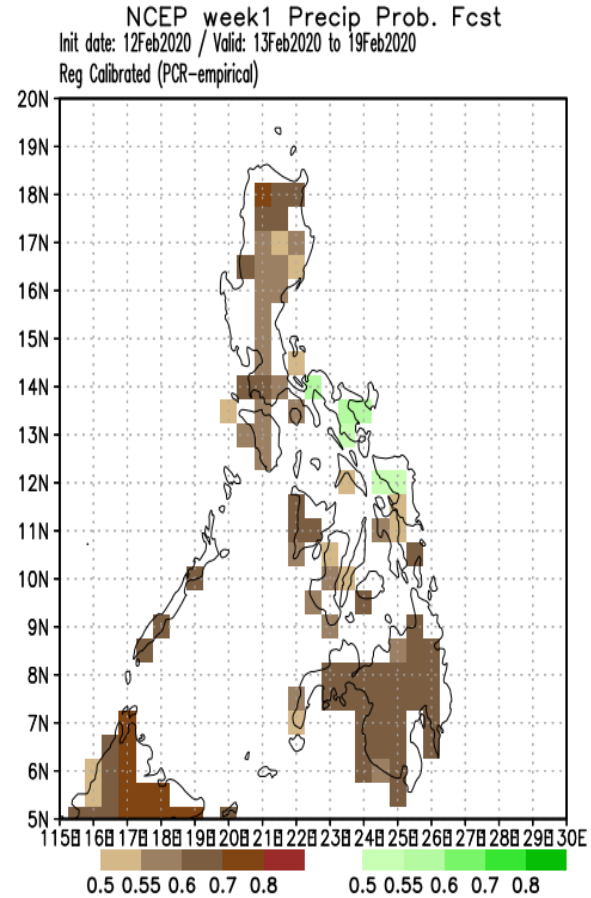 NCEP week1 Precip Prob. Fcst
Init date: 12Feb2020 / Valid: 13Feb2020 to 19Feb2020
Reg Calibrated (PCR-empirical)
20N
19N
18N
17N
16N
15N
14N
13N
12N
11N
10N
9N
8N
7N
6N
5N
115E 116E 117E 118E 119E 120E 121E 122E 123E 124E 125E 126E 127E 128E 129E 130E
0.5 0.55 0.6 0.7 0.8 0.5 0.55 0.6 0.7 0.8